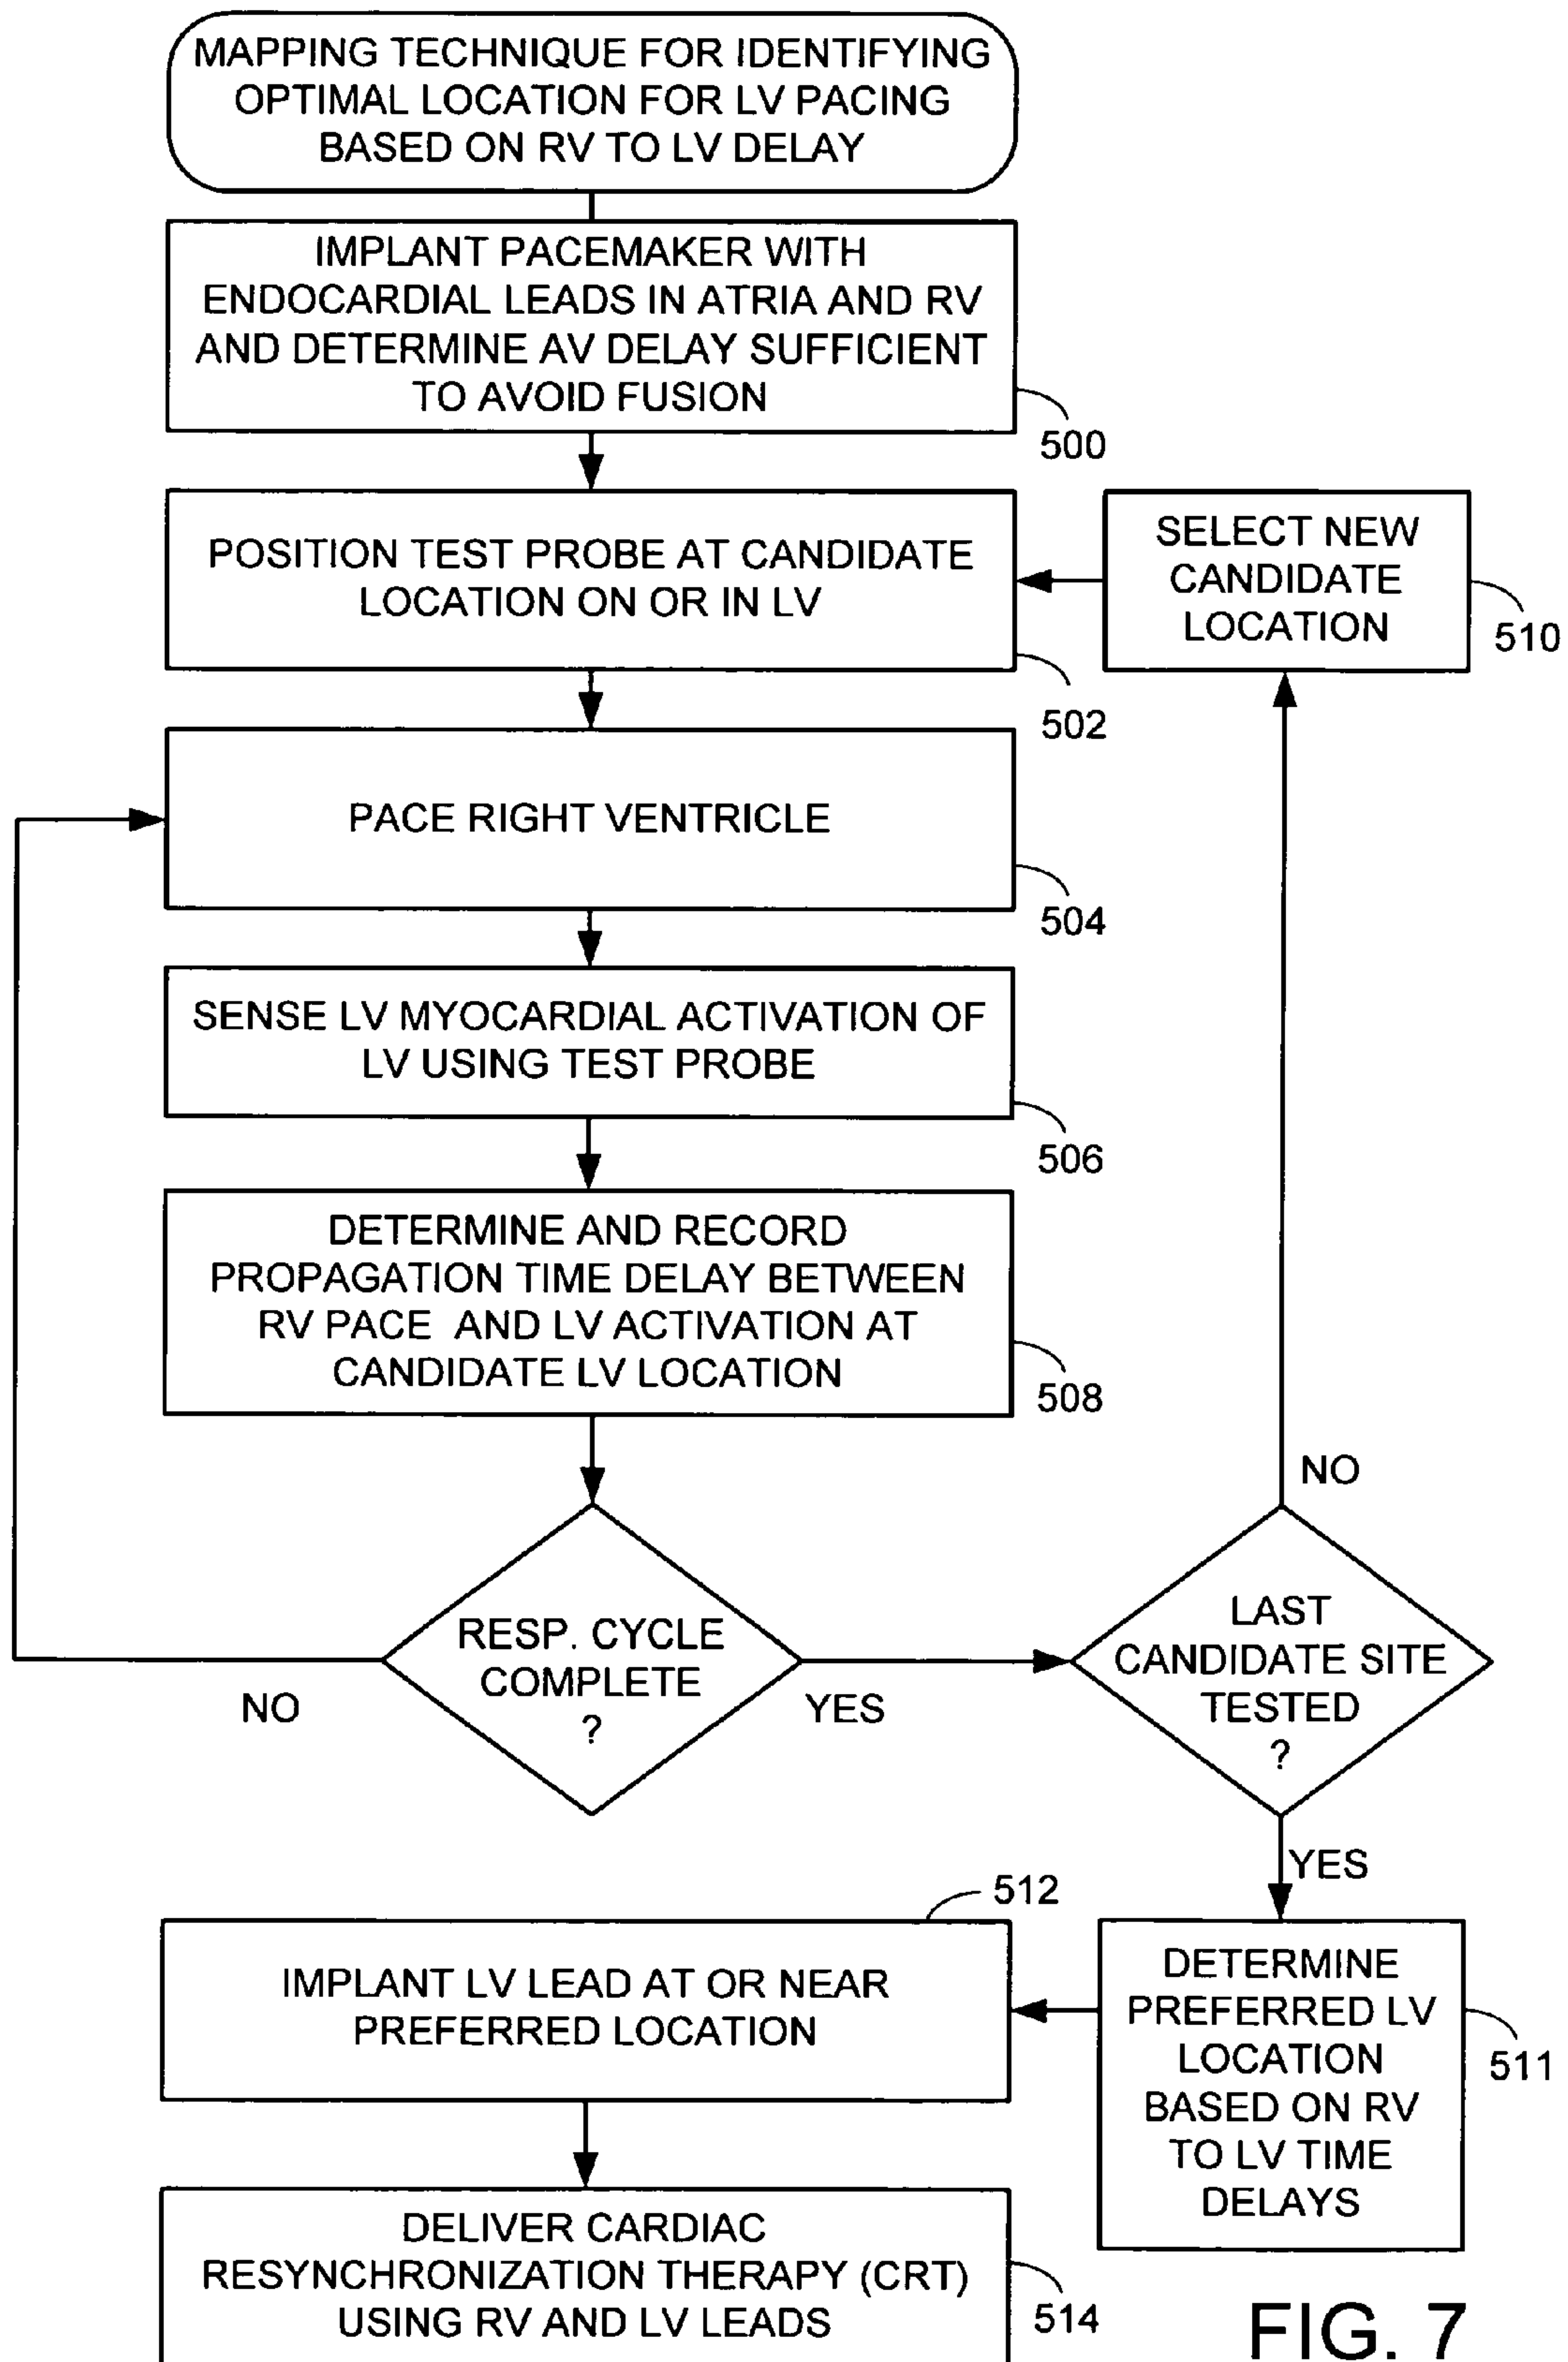 MAPPING TECHNIQUE FOR IDENTIFYING
OPTIMAL LOCATION FOR LV PACING
BASED ON RV TO LV DELAY
IMPLANT PACEMAKER WITH
ENDOCARDIAL LEADS IN ATRIA AND RV
AND DETERMINE AV DELAY SUFFICIENT
TO AVOID FUSION
500
POSITION TEST PROBE AT CANDIDATE
LOCATION ON OR IN LV
502
SELECT NEW
CANDIDATE
LOCATION
510
PACE RIGHT VENTRICLE
504
SENSE LV MYOCARDIAL ACTIVATION OF
LV USING TEST PROBE
506
DETERMINE AND RECORD
PROPAGATION TIME DELAY BETWEEN
RV PACE AND LV ACTIVATION AT
CANDIDATE LV LOCATION
508
RESP. CYCLE
COMPLETE
?
NO
YES
LAST
CANDIDATE SITE
TESTED
?
NO
YES
DETERMINE
PREFERRED LV
LOCATION
BASED ON RV
TO LV TIME
DELAYS
511
512
IMPLANT LV LEAD AT OR NEAR
PREFERRED LOCATION
DELIVER CARDIAC
RESYNCHRONIZATION THERAPY (CRT)
USING RV AND LV LEADS
514
FIG. 7